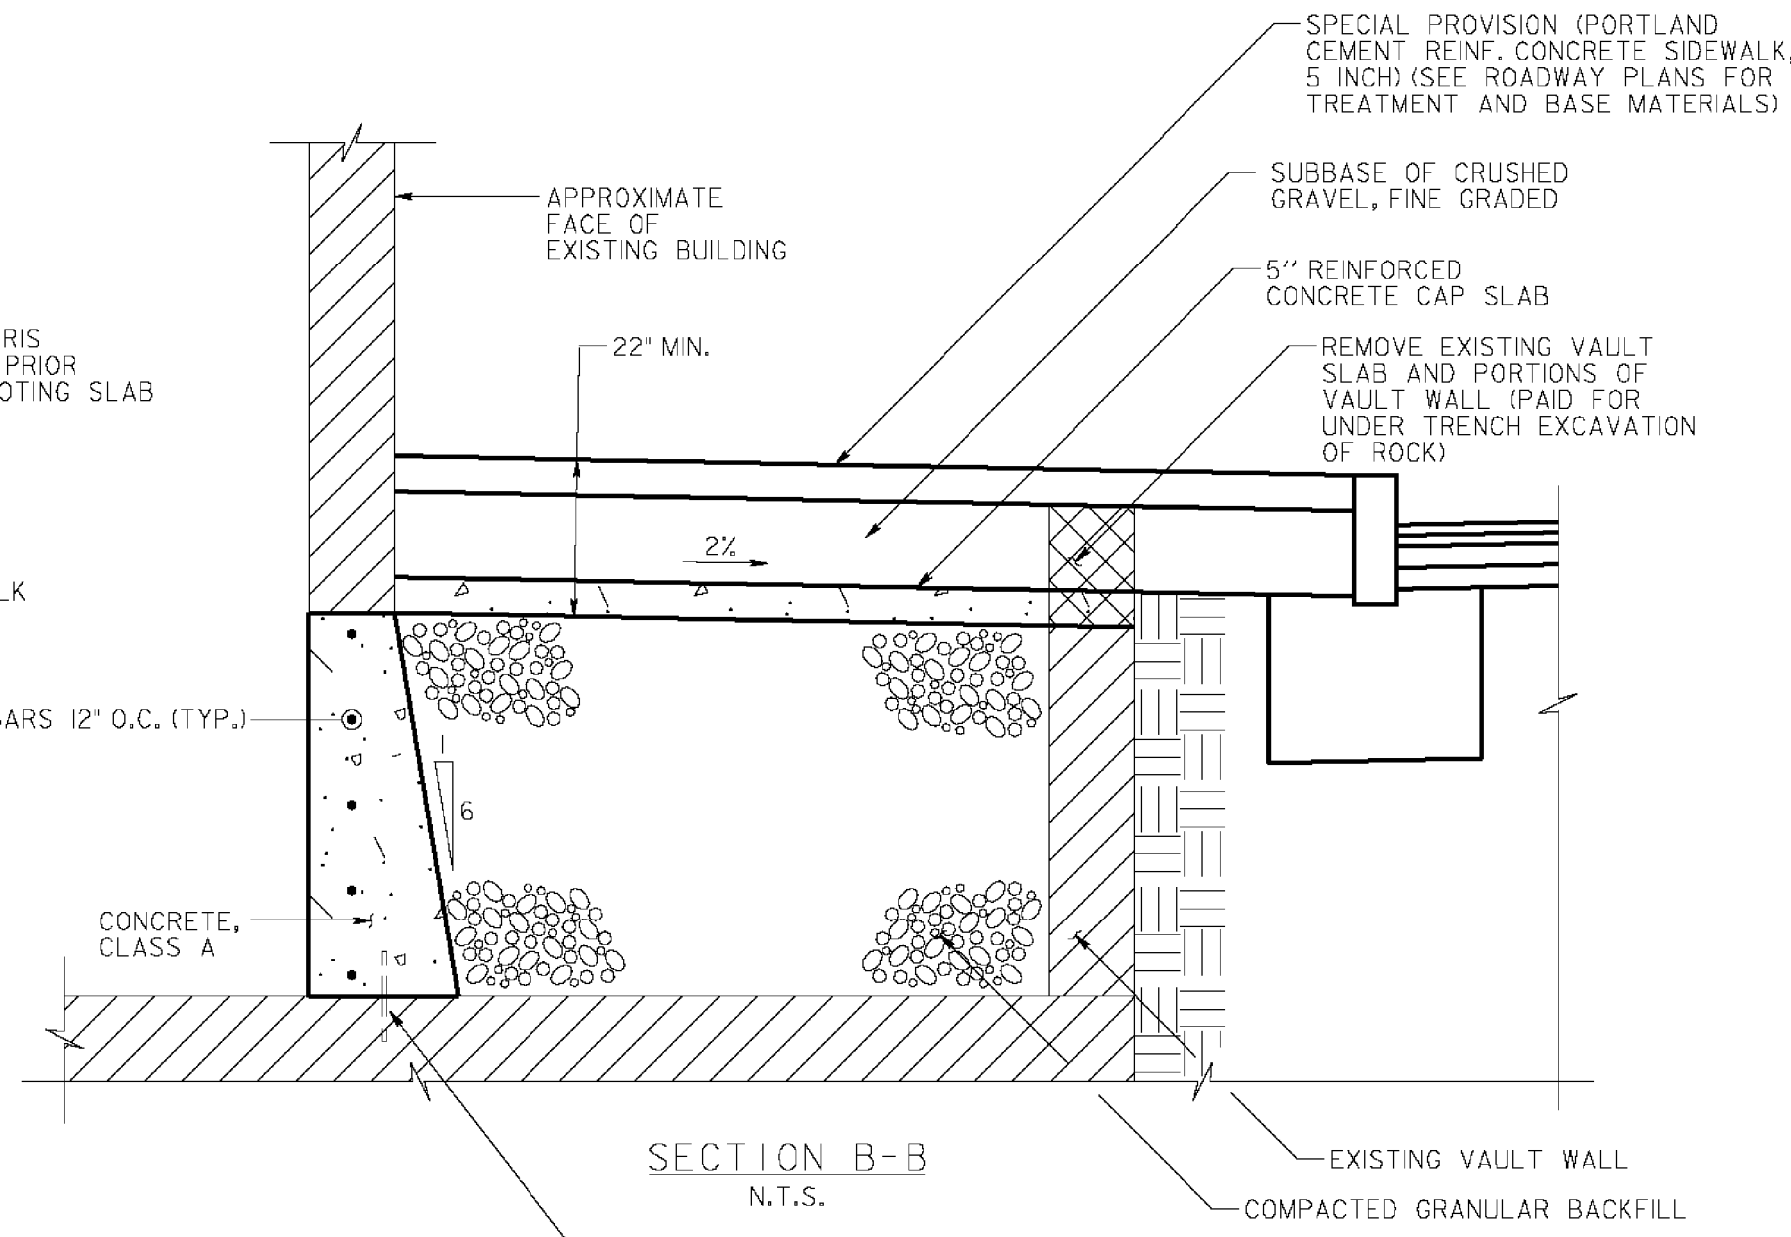 SPECIAL PROVISION (PORTLAND
CEMENT REINF. CONCRETE SIDEWALK,
5 INCH) (SEE ROADWAY PLANS FOR
TREATMENT AND BASE MATERIALS)
SUBBASE OF CRUSHED
GRAVEL, FINE GRADED
APPROXIMATE
FACE OF
EXISTING BUILDING
5'' REINFORCED
CONCRETE CAP SLAB
RIS
PRIOR
OTING SLAB
22" MIN.
REMOVE EXISTING VAULT
SLAB AND PORTIONS OF
VAULT WALL (PAID FOR
UNDER TRENCH EXCAVATION
OF ROCK)
2%
LK
ARS 12" O.C. (TYP.)
1
6
CONCRETE,
CLASS A
SECTION B-B
N.T.S.
EXISTING VAULT WALL
COMPACTED GRANULAR BACKFILL